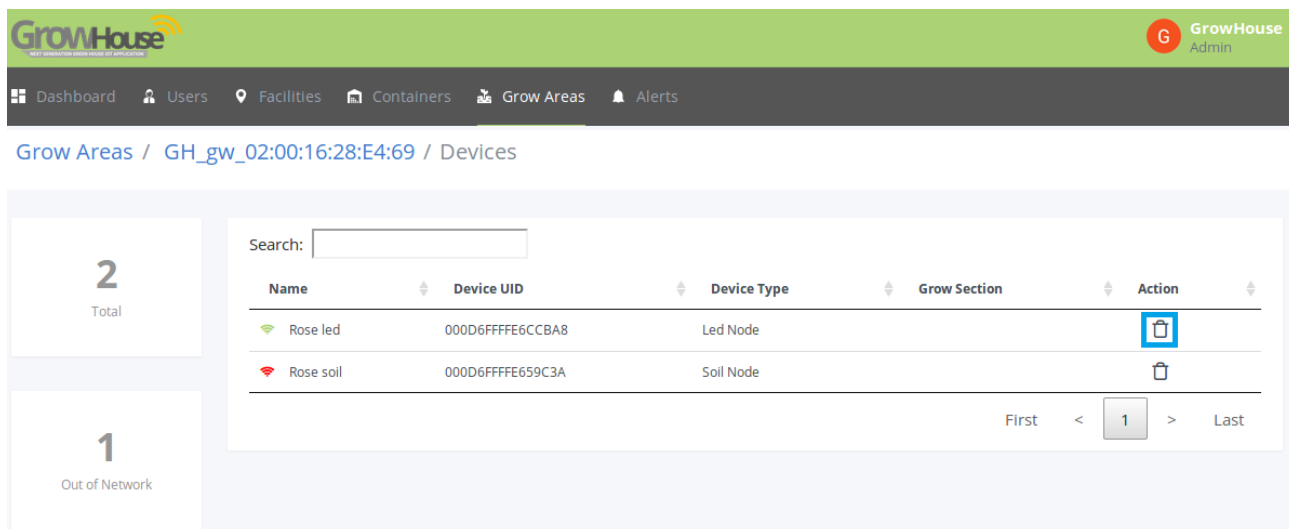 GrowHouse
NEXT GENERATION GREEN HOUSE IOT APPLICATION
G
GrowHouse
Admin
Dashboard Users Facilities Containers Grow Areas Alerts
Grow Areas / GH_gw_02:00:16:28:E4:69 / Devices
2
Total
Search:
Name Device UID Device Type Grow Section Action
Rose led 000D6FFFFE6CCBA8 Led Node
Rose soil 000D6FFFFE659C3A Soil Node
First < 1 > Last
1
Out of Network